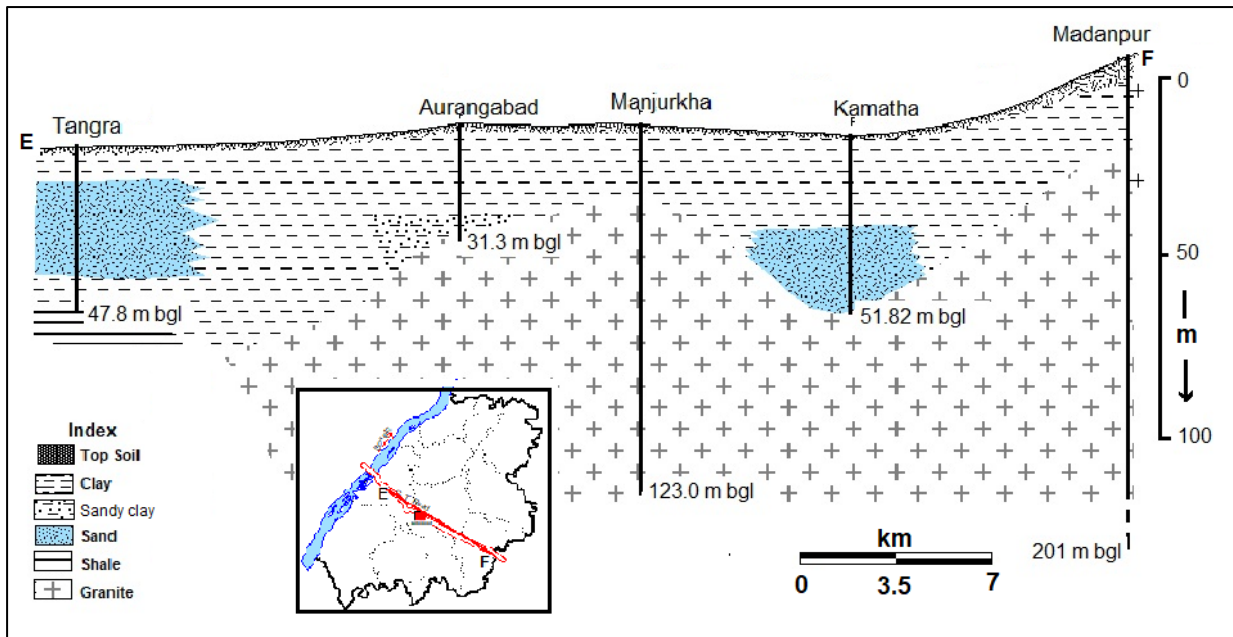 Madanpur
F
0
Aurangabad
Manjurkha
Kamatha
Tangra
E
31.3 m bgl
50
47.8 m bgl
51.82 m bgl
m
100
Index
Top Soil
Clay
Sandy clay
Sand
Shale
Granite
E
F
123.0 m bgl
km
0 3.5 7
201 m bgl